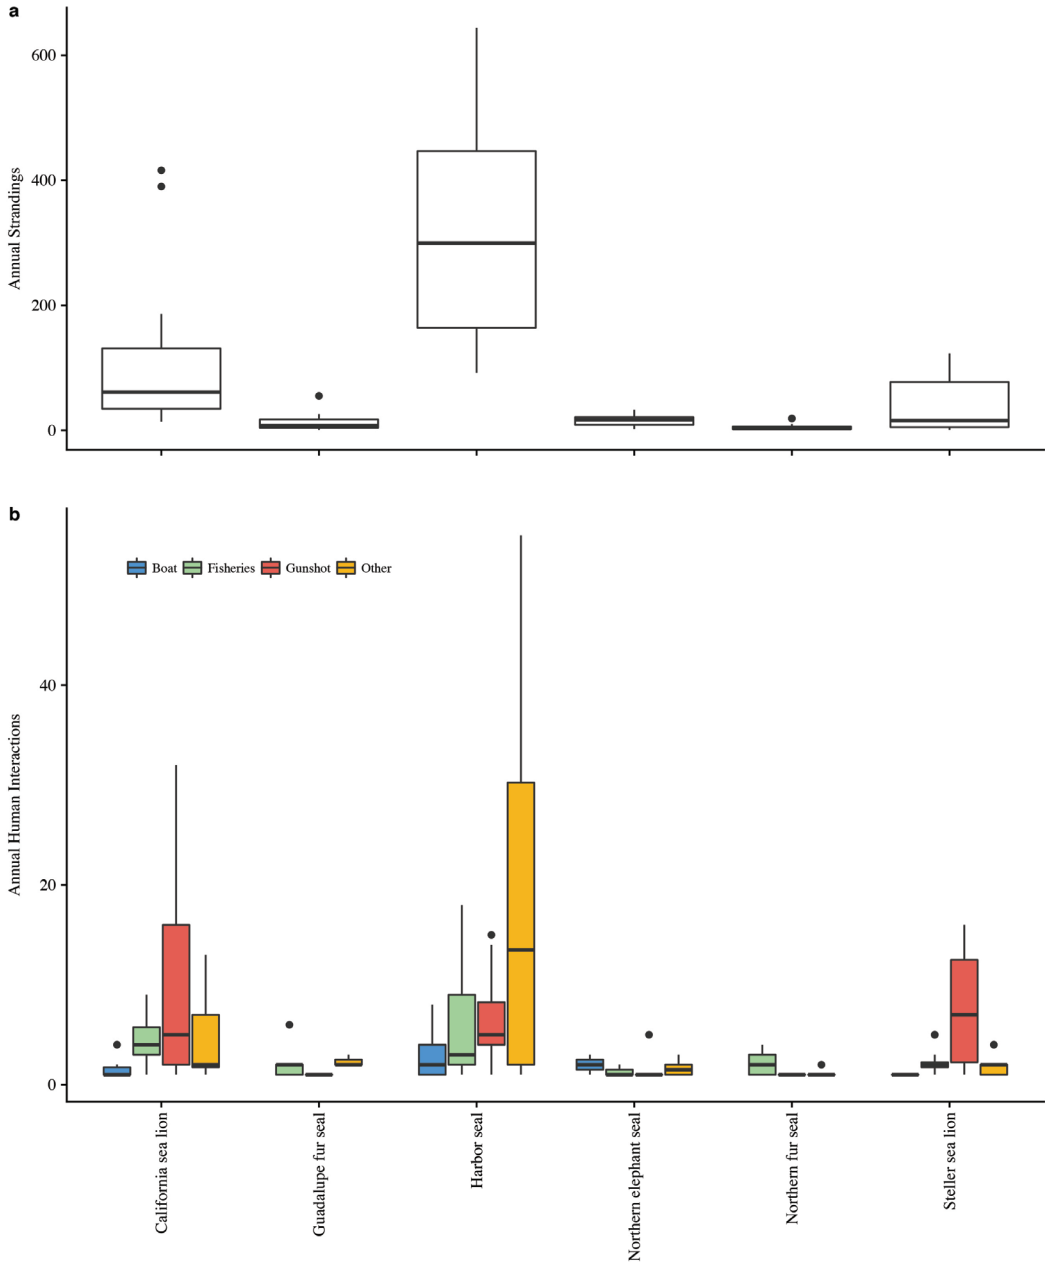 a
600
400
200
0
Annual Strandings
b
Boat Fisheries Gunshot Other
40
20
0
Annual Human Interactions
California sea lion
Guadalupe fur seal
Harbor seal
Northern elephant seal
Northern fur seal
Steller sea lion